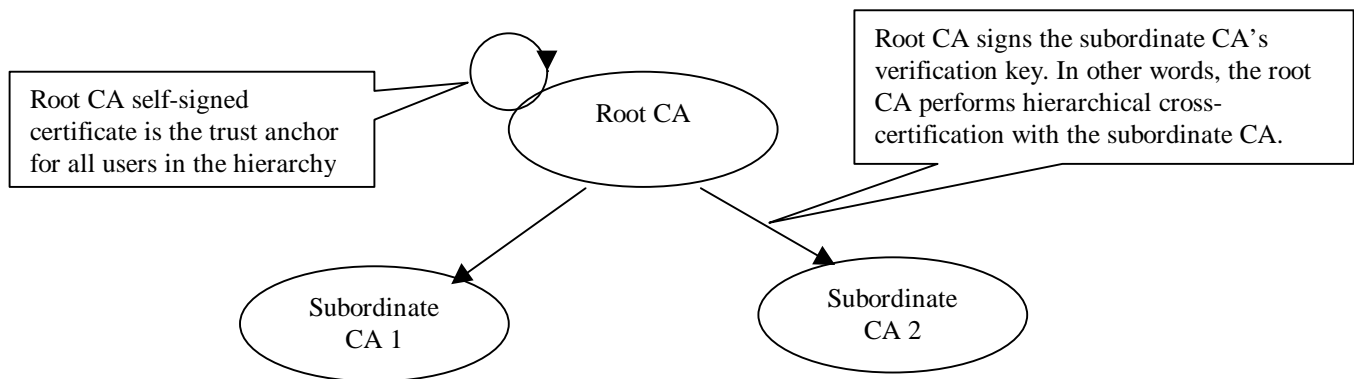 Root CA self-signed
certificate is the trust anchor
for all users in the hierarchy
Root CA
Root CA signs the subordinate CA’s
verification key. In other words, the root
CA performs hierarchical cross-
certification with the subordinate CA.
Subordinate
CA 1
Subordinate
CA 2